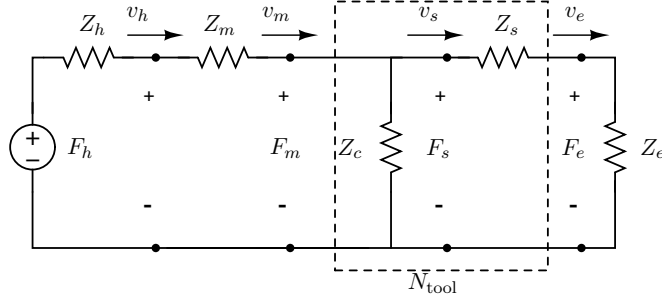 Z_h v_h Z_m v_m v_s Z_s v_e
+ + + +
+ − F_h F_m Z_c F_s F_e Z_e
- - - -
N_tool